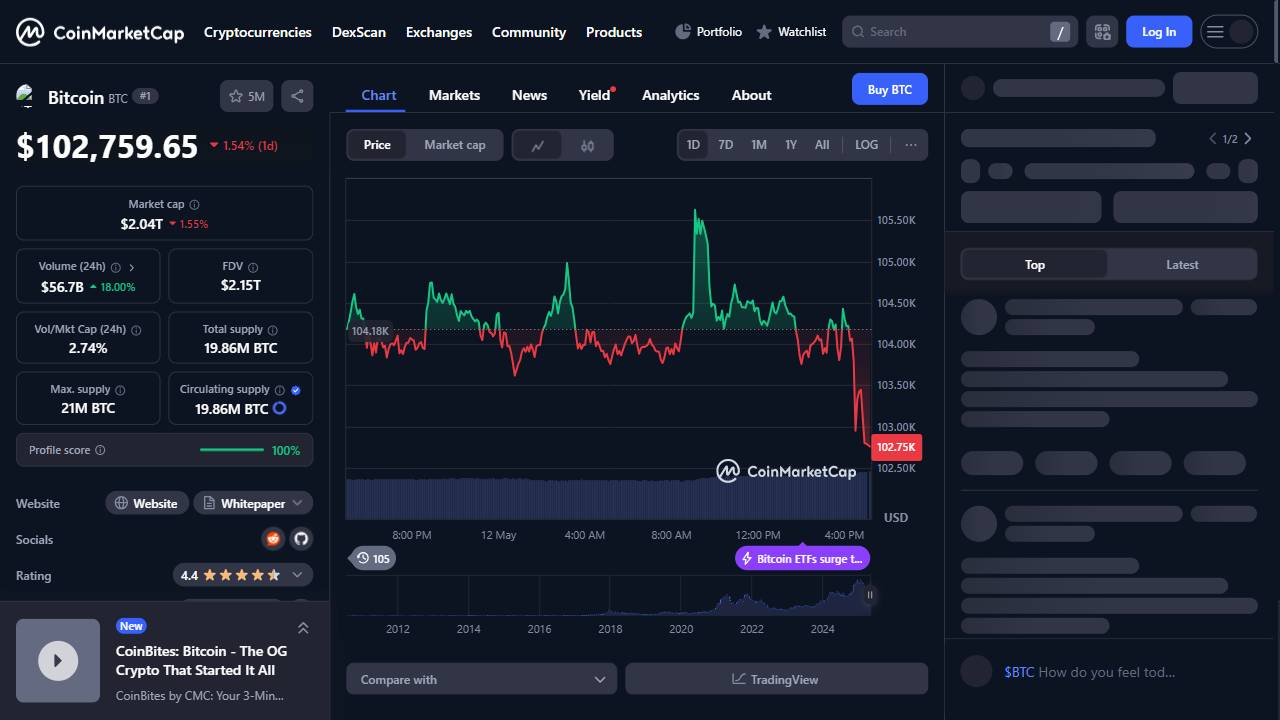 CoinMarketCap
Cryptocurrencies
DexScan
Exchanges
Community
Products
Portfolio
Watchlist
Search
/
Log In
Bitcoin BTC #1
5M
$102,759.65
1.54% (1d)
Market cap
$2.04T 1.55%
Volume (24h)
$56.7B 18.00%
FDV
$2.15T
Vol/Mkt Cap (24h)
2.74%
Total supply
19.86M BTC
Max. supply
21M BTC
Circulating supply
19.86M BTC
Profile score
100%
Website
Website
Whitepaper
Socials
Rating
4.4
New
CoinBites: Bitcoin - The OG
Crypto That Started It All
CoinBites by CMC: Your 3-Min...
Chart
Markets
News
Yield
Analytics
About
Buy BTC
Price
Market cap
1D
7D
1M
1Y
All
LOG
...
105.50K
105.00K
104.50K
104.18K
104.00K
103.50K
103.00K
102.75K
102.50K
CoinMarketCap
USD
8:00 PM
12 May
4:00 AM
8:00 AM
12:00 PM
4:00 PM
105
Bitcoin ETFs surge t...
2012
2014
2016
2018
2020
2022
2024
Compare with
TradingView
1/2
Top
Latest
$BTC How do you feel tod...